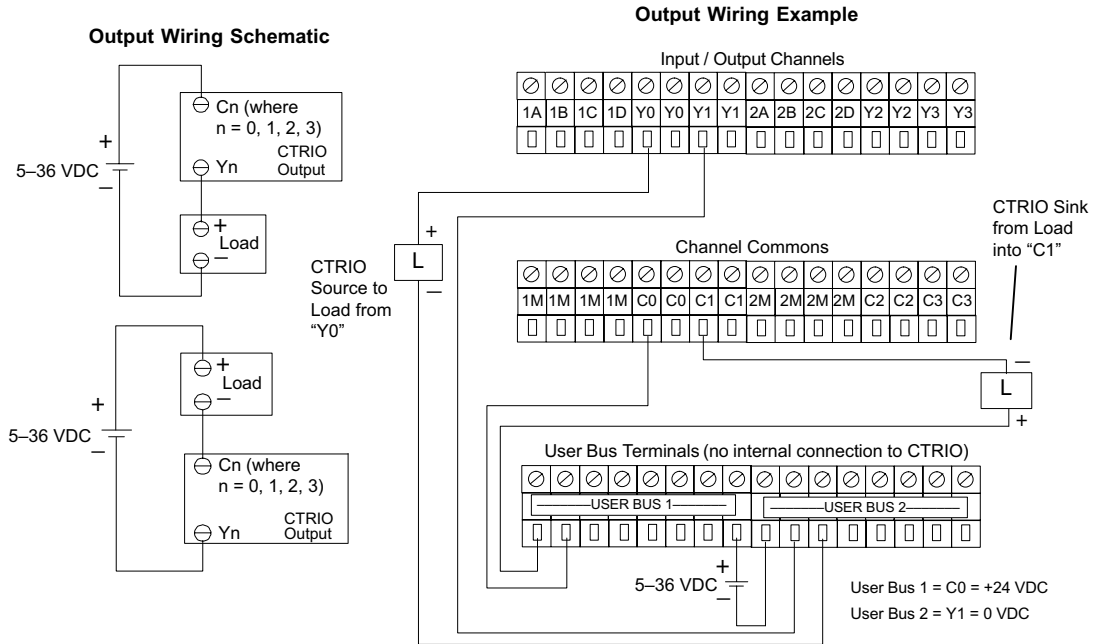 Output Wiring Schematic
Cn (where
n = 0, 1, 2, 3)
CTRIO
Output
Yn
+
5–36 VDC
–
+
Load
–
+
Load
–
+
5–36 VDC
–
Cn (where
n = 0, 1, 2, 3)
CTRIO
Output
Yn
Output Wiring Example
Input / Output Channels
1A 1B 1C 1D Y0 Y0 Y1 Y1 2A 2B 2C 2D Y2 Y2 Y3 Y3
+
L
–
CTRIO
Source to
Load from
“Y0”
Channel Commons
1M 1M 1M 1M C0 C0 C1 C1 2M 2M 2M 2M C2 C2 C3 C3
CTRIO Sink
from Load
into “C1”
–
L
+
User Bus Terminals (no internal connection to CTRIO)
USER BUS 1 USER BUS 2
+
5–36 VDC
–
User Bus 1 = C0 = +24 VDC
User Bus 2 = Y1 = 0 VDC